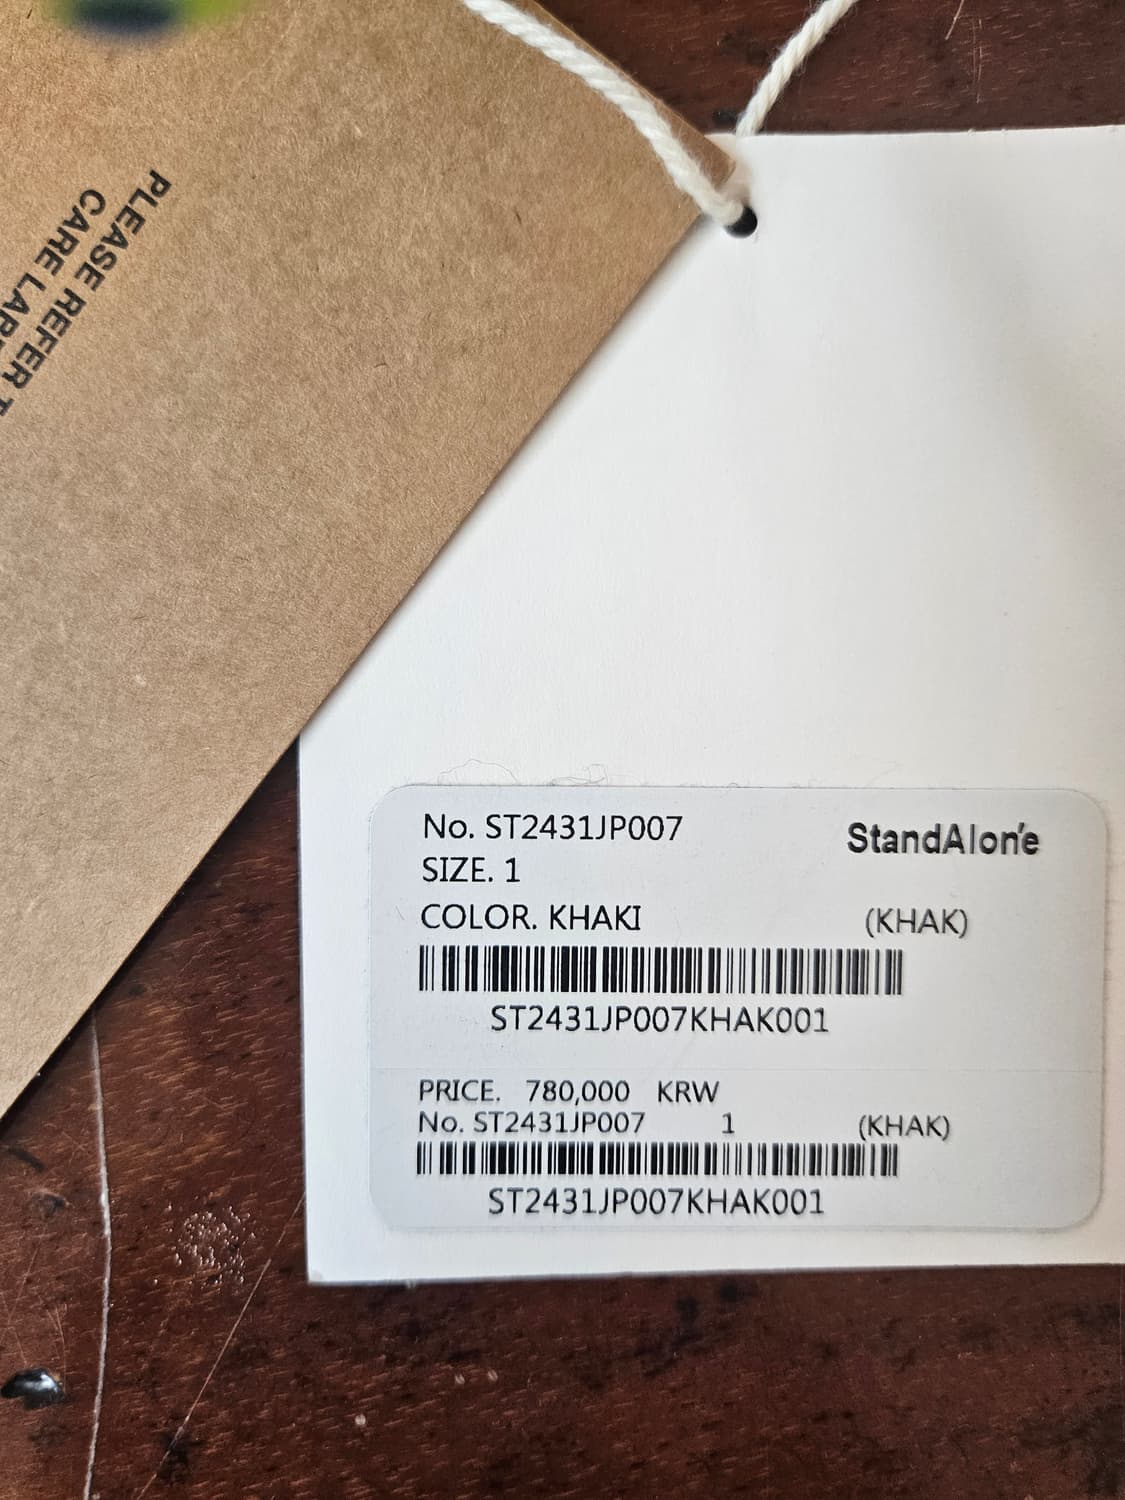 PLEASE REFER
CARE
No. ST2431JP007
StandAlon'e
SIZE. 1
COLOR. KHAKI (KHAK)
ST2431JP007KHAK001
PRICE. 780,000 KRW
No. ST2431JP007 1 (KHAK)
ST2431JP007KHAK001